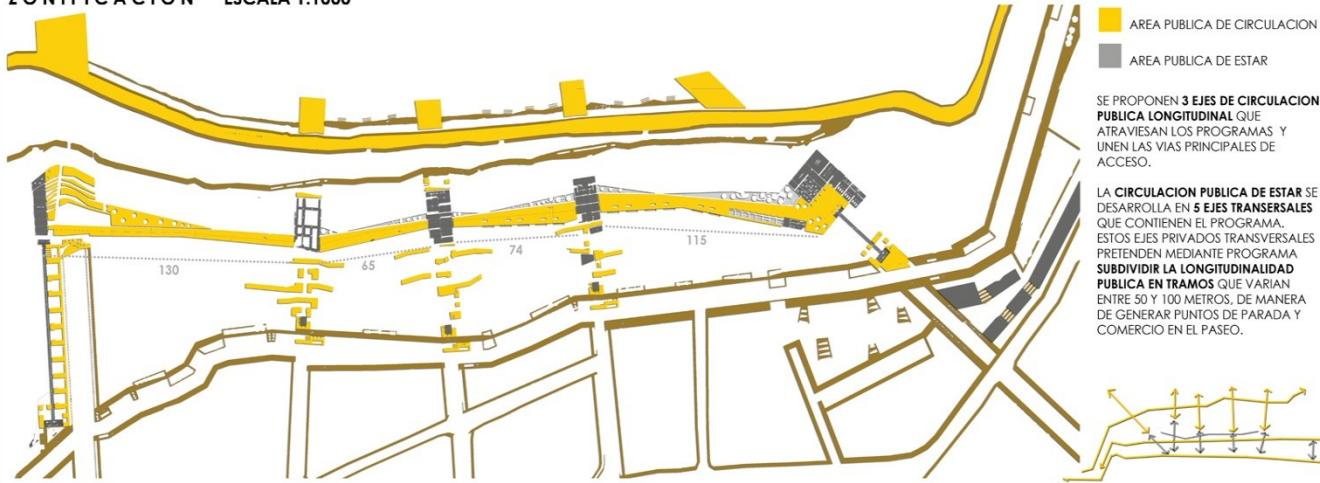 ZONIFICACION ESCALA 1:1000
AREA PUBLICA DE CIRCULACION
AREA PUBLICA DE ESTAR
SE PROPONEN 3 EJES DE CIRCULACION
PUBLICA LONGITUDINAL QUE
ATRAVIESAN LOS PROGRAMAS Y
UNEN LAS VIAS PRINCIPALES DE
ACCESO.
LA CIRCULACION PUBLICA DE ESTAR SE
DESARROLLA EN 5 EJES TRANSERSALES
QUE CONTIENEN EL PROGRAMA.
ESTOS EJES PRIVADOS TRANSVERSALES
PRETENDEN MEDIANTE PROGRAMA
SUBDIVIDIR LA LONGITUDINALIDAD
PUBLICA EN TRAMOS QUE VARIAN
ENTRE 50 Y 100 METROS, DE MANERA
DE GENERAR PUNTOS DE PARADA Y
COMERCIO EN EL PASEO.
130
65
74
115